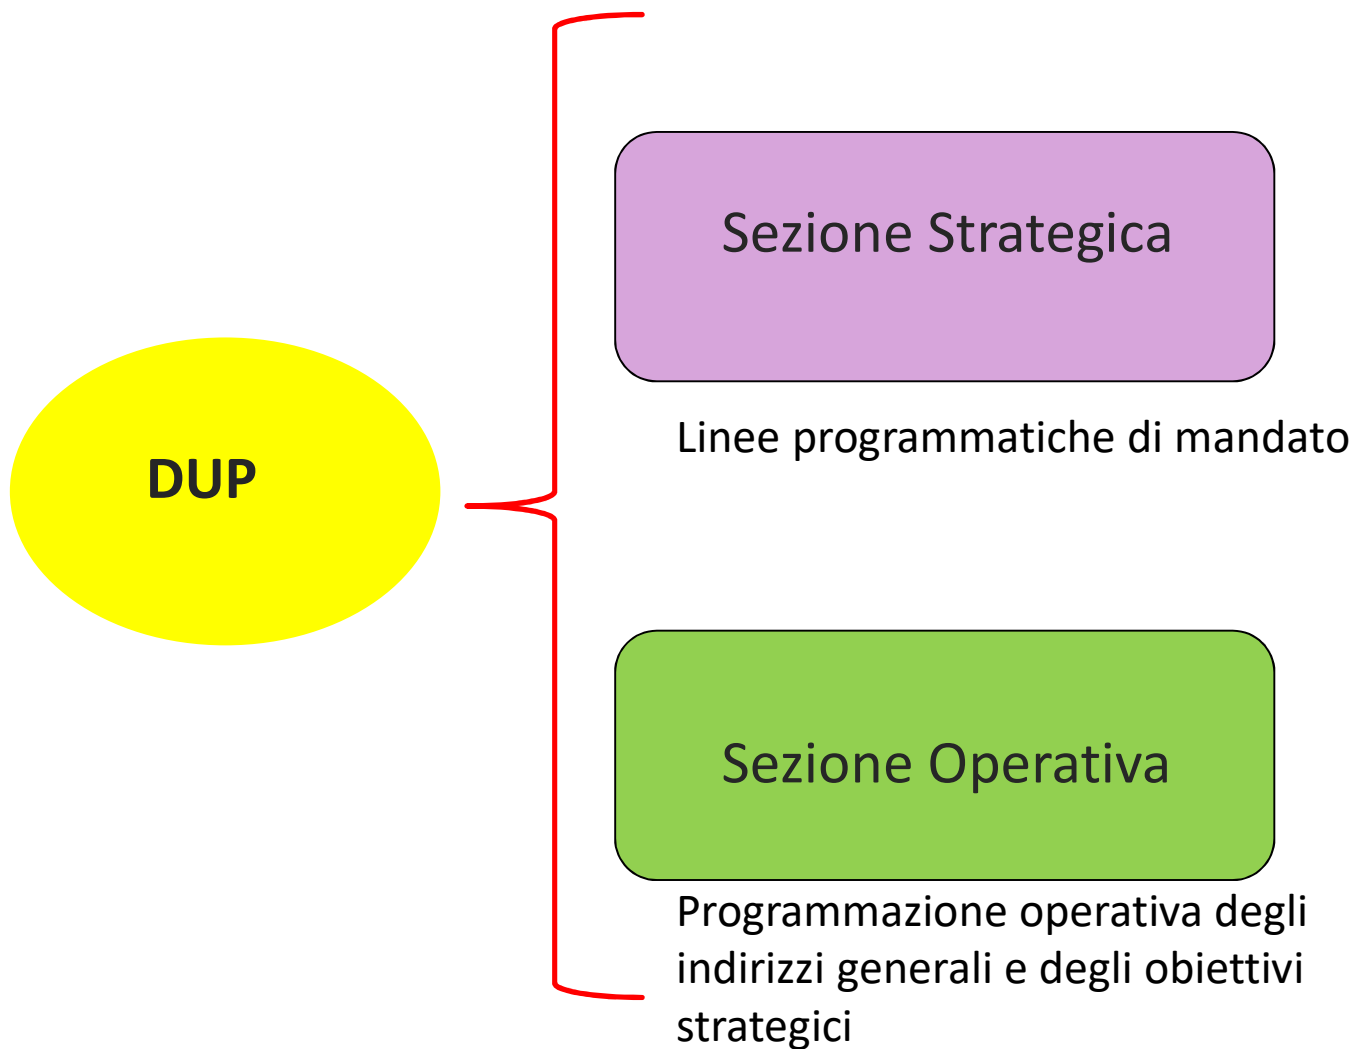 Sezione Strategica
Linee programmatiche di mandato
DUP
Sezione Operativa
Programmazione operativa degli
indirizzi generali e degli obiettivi
strategici